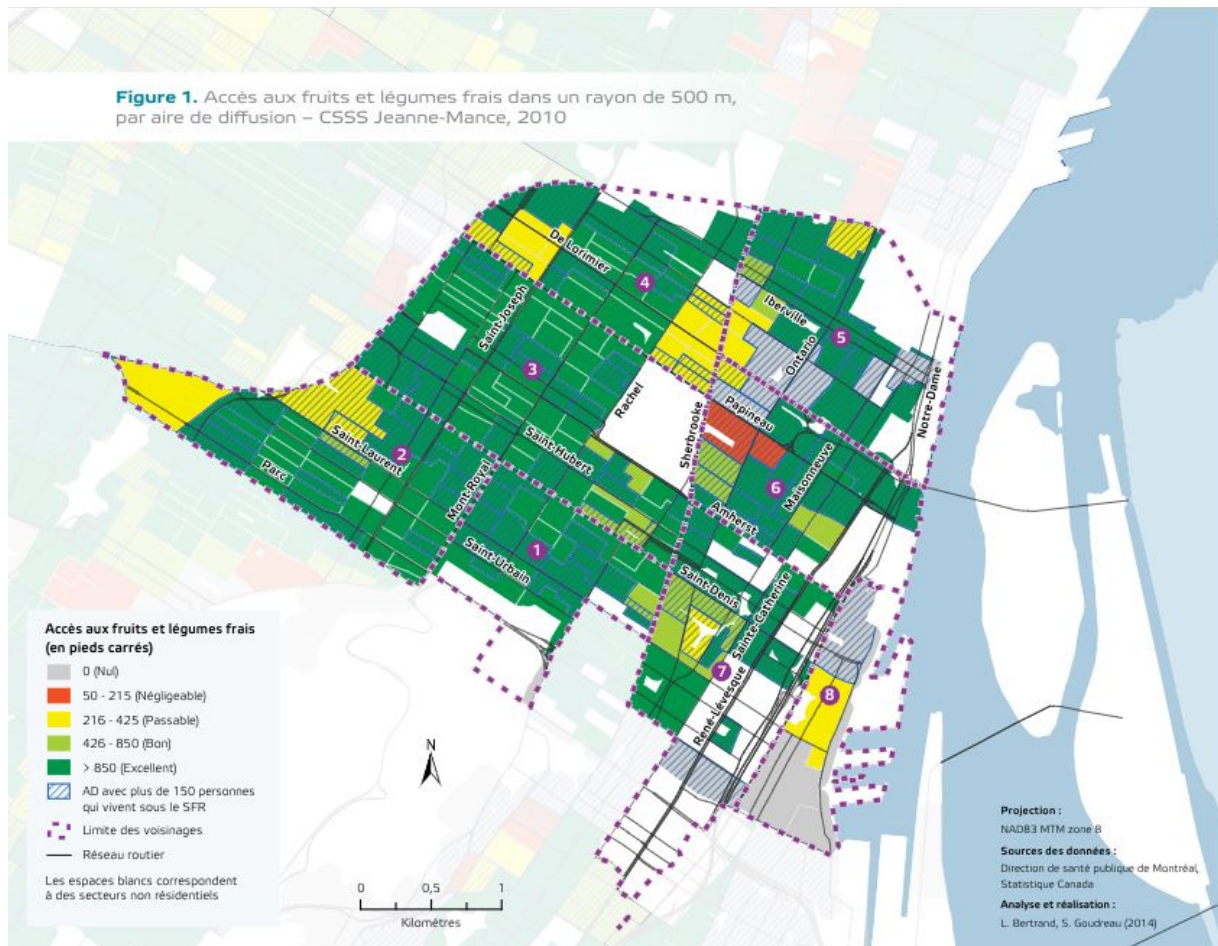 Figure 1. Accès aux fruits et légumes frais dans un rayon de 500 m,
par aire de diffusion – CSSS Jeanne-Mance, 2010
De Lorimier
4
Saint-Joseph
3
Iberville
5
Ontario
Rachel
Papineau
Notre-Dame
Sherbrooke
Saint-Laurent
2
Saint-Hubert
Parc
Mont-Royal
6
Maisonneuve
Amherst
1
Saint-Urbain
Saint-Denis
Sainte-Catherine
7
René-Lévesque
8
Accès aux fruits et légumes frais
(en pieds carrés)
0 (Nul)
50 - 215 (Négligeable)
216 - 425 (Passable)
426 - 850 (Bon)
> 850 (Excellent)
AD avec plus de 150 personnes
qui vivent sous le SFR
Limite des voisinages
Réseau routier
Les espaces blancs correspondent
à des secteurs non résidentiels
N
0 0,5 1
Kilomètres
Projection :
NAD83 MTM zone 8
Sources des données :
Direction de santé publique de Montréal,
Statistique Canada
Analyse et réalisation :
L. Bertrand, S. Goudreau (2014)